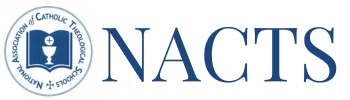 NATIONAL ASSOCIATION of CATHOLIC THEOLOGICAL SCHOOLS
NACTS